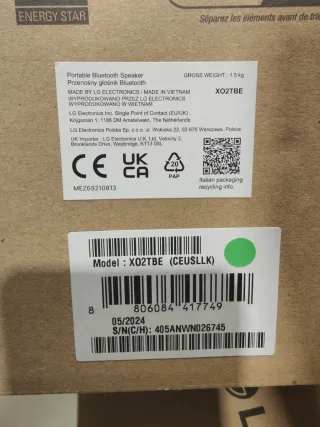 ENERGY STAR
Séparez les éléments avant de trie
Portable Bluetooth Speaker
Przenośny głośnik Bluetooth
GROSS WEIGHT : 1.5 kg
MADE BY LG ELECTRONICS / MADE IN VIETNAM
WYPRODUKOWANO PRZEZ LG ELECTRONICS
WYPRODUKOWANO W WIETNAM
XO2TBE
LG Electronics Inc. Single Point of Contact (EU/UK)
Krijgsman 1, 1186 DM Amstelveen, The Netherlands
LG Electronics Polska Sp. z o.o. ul. Wołoska 22, 02-675 Warszawa, Polska
UK Importer : LG Electronics U.K. Ltd, Velocity 2,
Brooklands Drive, Weybridge, KT13 0SL
CE
UK
CA
20
PAP
Italian packaging
recycling info.
MEZ69210813
Model : XO2TBE (CEUSLLK)
8 806084 417749
05/2024
S/N(C/H): 405ANWN026745
L